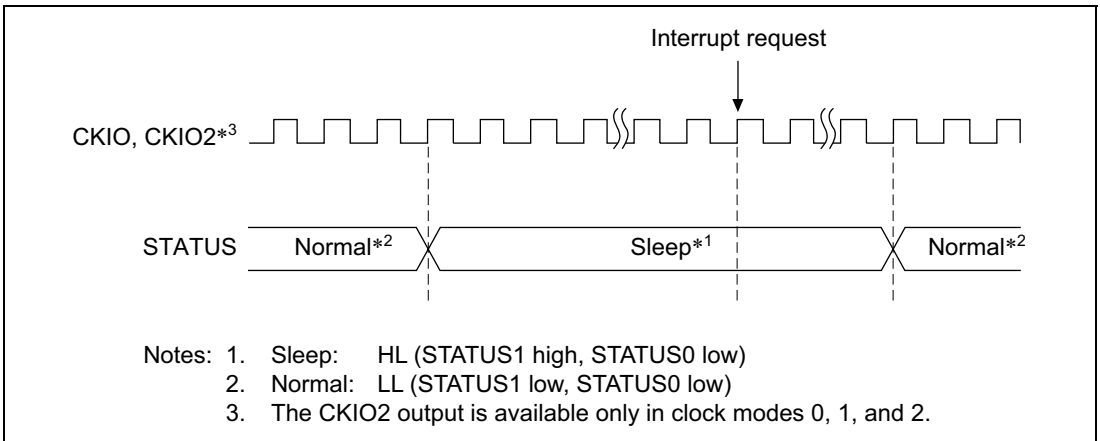 Interrupt request
CKIO, CKIO2*3
STATUS Normal*2 Sleep*1 Normal*2
Notes: 1. Sleep: HL (STATUS1 high, STATUS0 low)
2. Normal: LL (STATUS1 low, STATUS0 low)
3. The CKIO2 output is available only in clock modes 0, 1, and 2.